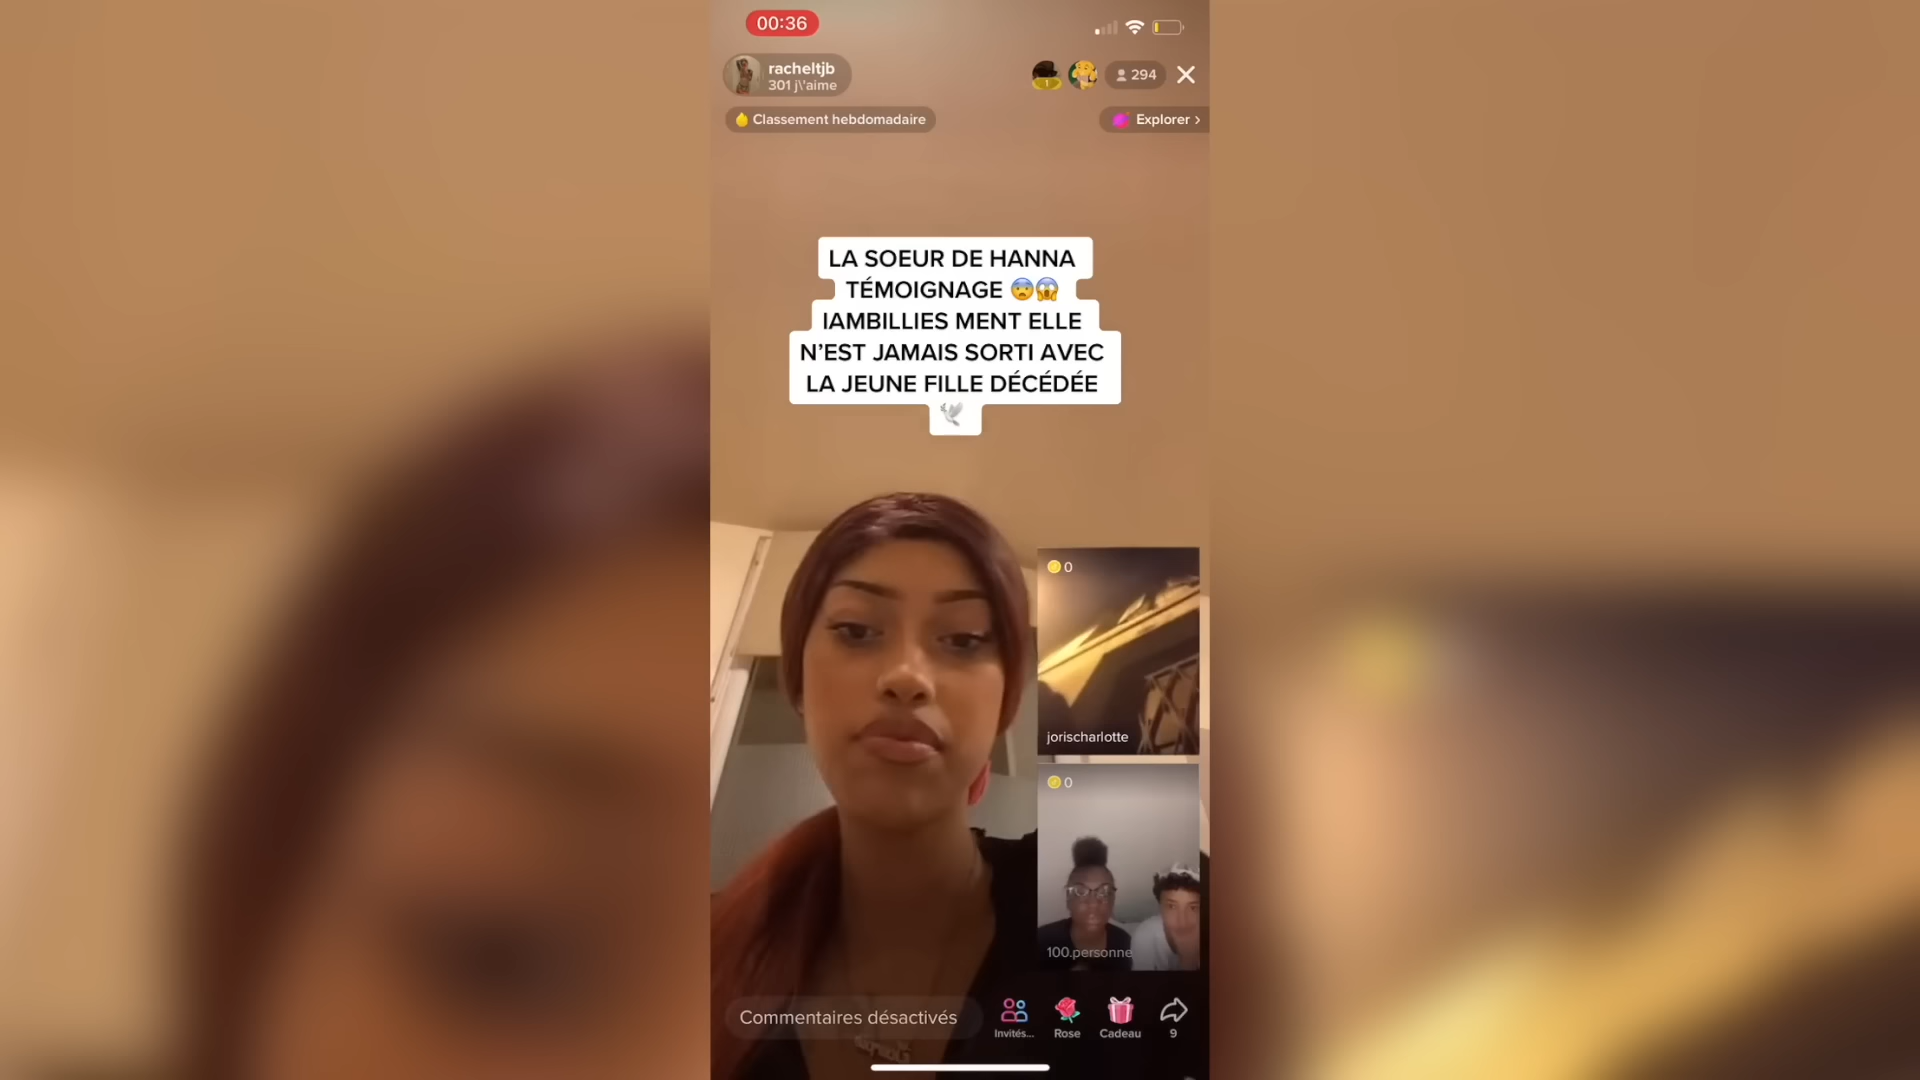 00:36
racheltjb
301 j\'aime
1
294
Classement hebdomadaire
Explorer >
LA SOEUR DE HANNA
TÉMOIGNAGE 😨😱
IAMBILLIES MENT ELLE
N’EST JAMAIS SORTI AVEC
LA JEUNE FILLE DÉCÉDÉE
🕊️
0
jorischarlotte
0
100.personne
Commentaires désactivés
Invités...
Rose
Cadeau
9